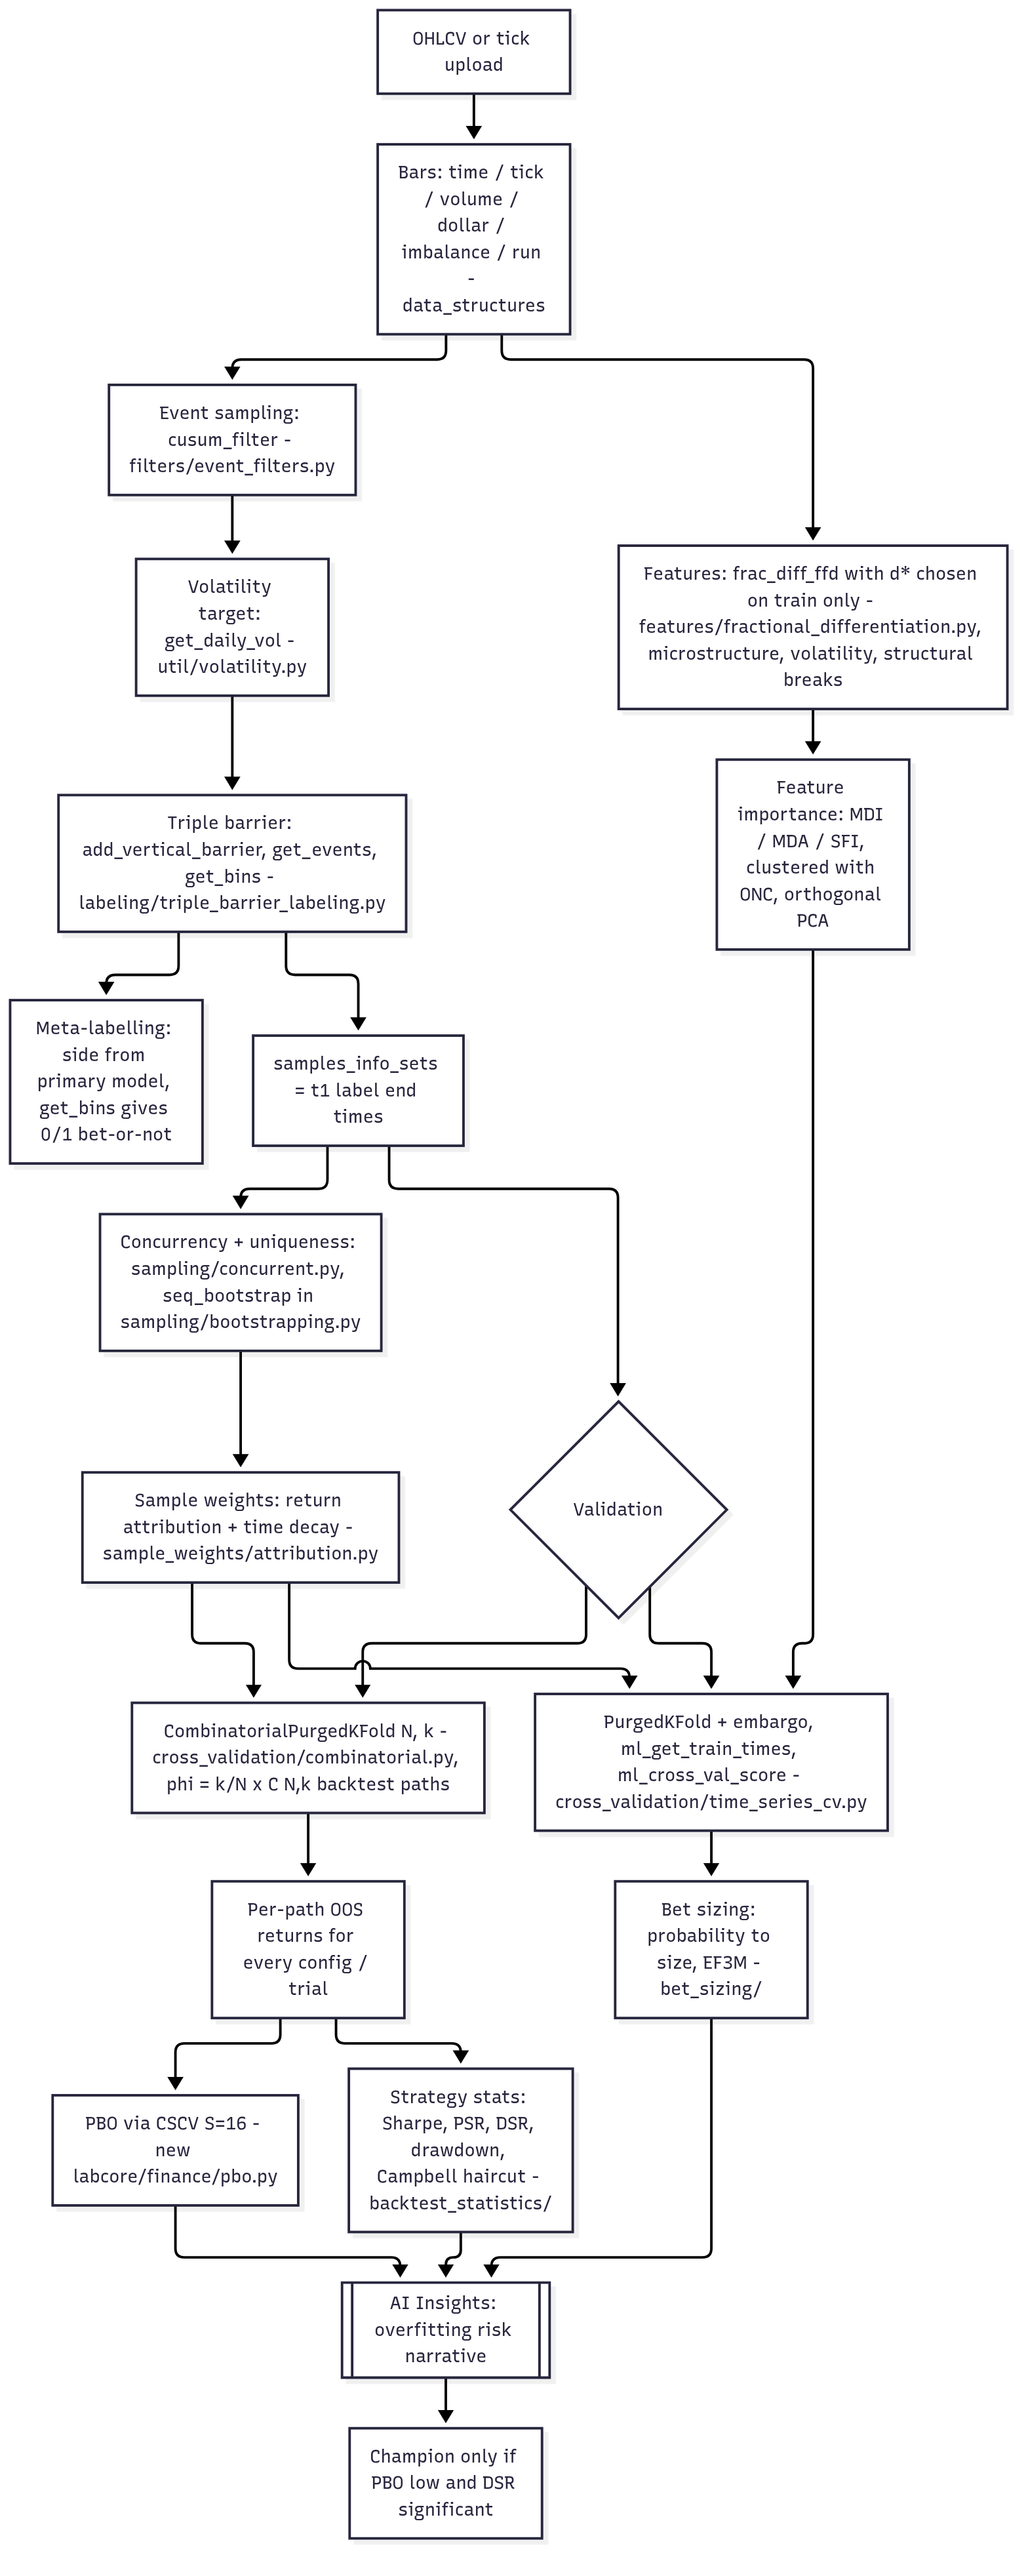 OHLCV or tick
upload
Bars: time / tick
/ volume /
dollar /
imbalance / run
-
data_structures
Event sampling:
cusum_filter -
filters/event_filters.py
Volatility
target:
get_daily_vol -
util/volatility.py
Features: frac_diff_ffd with d* chosen
on train only -
features/fractional_differentiation.py,
microstructure, volatility, structural
breaks
Triple barrier:
add_vertical_barrier, get_events,
get_bins -
labeling/triple_barrier_labeling.py
Feature
importance: MDI
/ MDA / SFI,
clustered with
ONC, orthogonal
PCA
Meta-labelling:
side from
primary model,
get_bins gives
0/1 bet-or-not
samples_info_sets
= t1 label end
times
Concurrency + uniqueness:
sampling/concurrent.py,
seq_bootstrap in
sampling/bootstrapping.py
Sample weights: return
attribution + time decay -
sample_weights/attribution.py
Validation
CombinatorialPurgedKFold N, k -
cross_validation/combinatorial.py,
phi = k/N x C N,k backtest paths
PurgedKFold + embargo,
ml_get_train_times,
ml_cross_val_score -
cross_validation/time_series_cv.py
Per-path OOS
returns for
every config /
trial
Bet sizing:
probability to
size, EF3M -
bet_sizing/
PBO via CSCV S=16 -
new
labcore/finance/pbo.py
Strategy stats:
Sharpe, PSR, DSR,
drawdown,
Campbell haircut -
backtest_statistics/
AI Insights:
overfitting risk
narrative
Champion only if
PBO low and DSR
significant